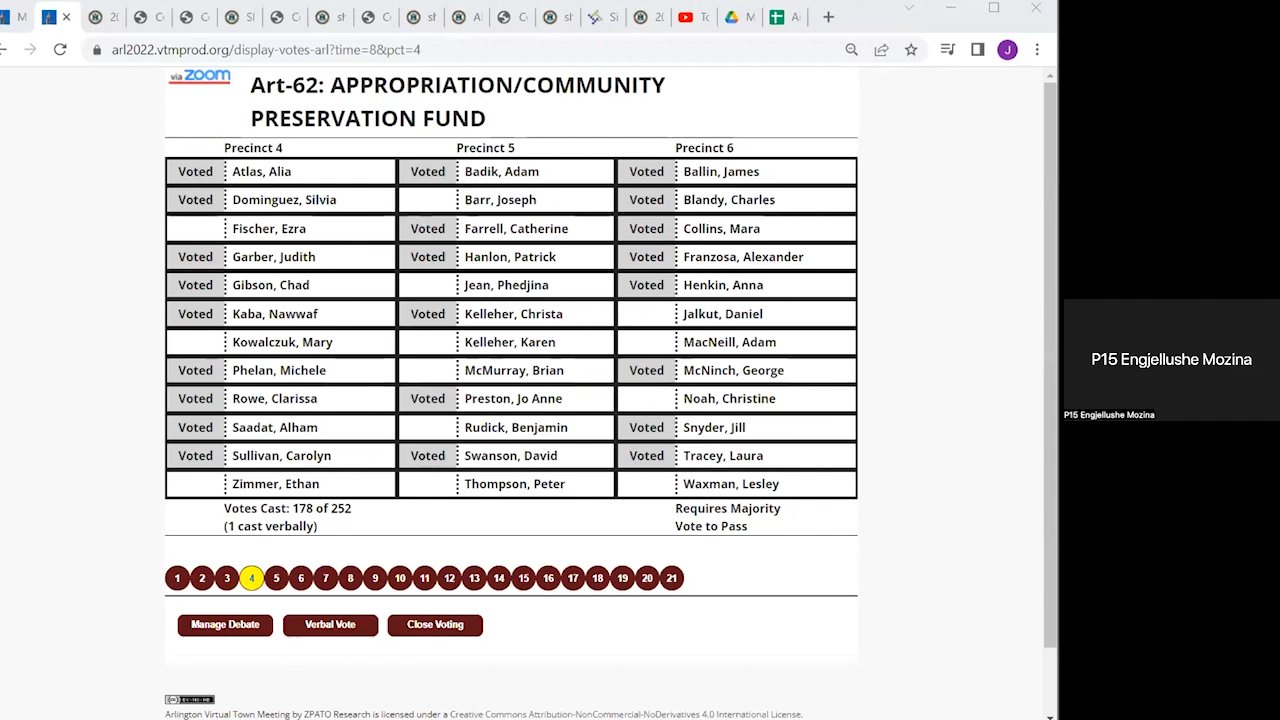 M
20
C
C
Sl
C
sh
C
sh
A
C
sh
Si
20
To
M
A
arl2022.vtmprod.org/display-votes-arl?time=8&pct=4
J
via zoom
Art-62: APPROPRIATION/COMMUNITY
PRESERVATION FUND
Precinct 4 Precinct 5 Precinct 6
Voted Atlas, Alia Voted Badik, Adam Voted Ballin, James
Voted Dominguez, Silvia Barr, Joseph Voted Blandy, Charles
Fischer, Ezra Voted Farrell, Catherine Voted Collins, Mara
Voted Garber, Judith Voted Hanlon, Patrick Voted Franzosa, Alexander
Voted Gibson, Chad Jean, Phedjina Voted Henkin, Anna
Voted Kaba, Nawwaf Voted Kelleher, Christa Jalkut, Daniel
Kowalczuk, Mary Kelleher, Karen MacNeill, Adam
Voted Phelan, Michele McMurray, Brian Voted McNinch, George
Voted Rowe, Clarissa Voted Preston, Jo Anne Noah, Christine
Voted Saadat, Alham Rudick, Benjamin Voted Snyder, Jill
Voted Sullivan, Carolyn Voted Swanson, David Voted Tracey, Laura
Zimmer, Ethan Thompson, Peter Waxman, Lesley
Votes Cast: 178 of 252 Requires Majority
(1 cast verbally) Vote to Pass
1 2 3 4 5 6 7 8 9 10 11 12 13 14 15 16 17 18 19 20 21
Manage Debate Verbal Vote Close Voting
P15 Engjellushe Mozina
P15 Engjellushe Mozina
Arlington Virtual Town Meeting by ZPATO Research is licensed under a Creative Commons Attribution-NonCommercial-NoDerivatives 4.0 International License.